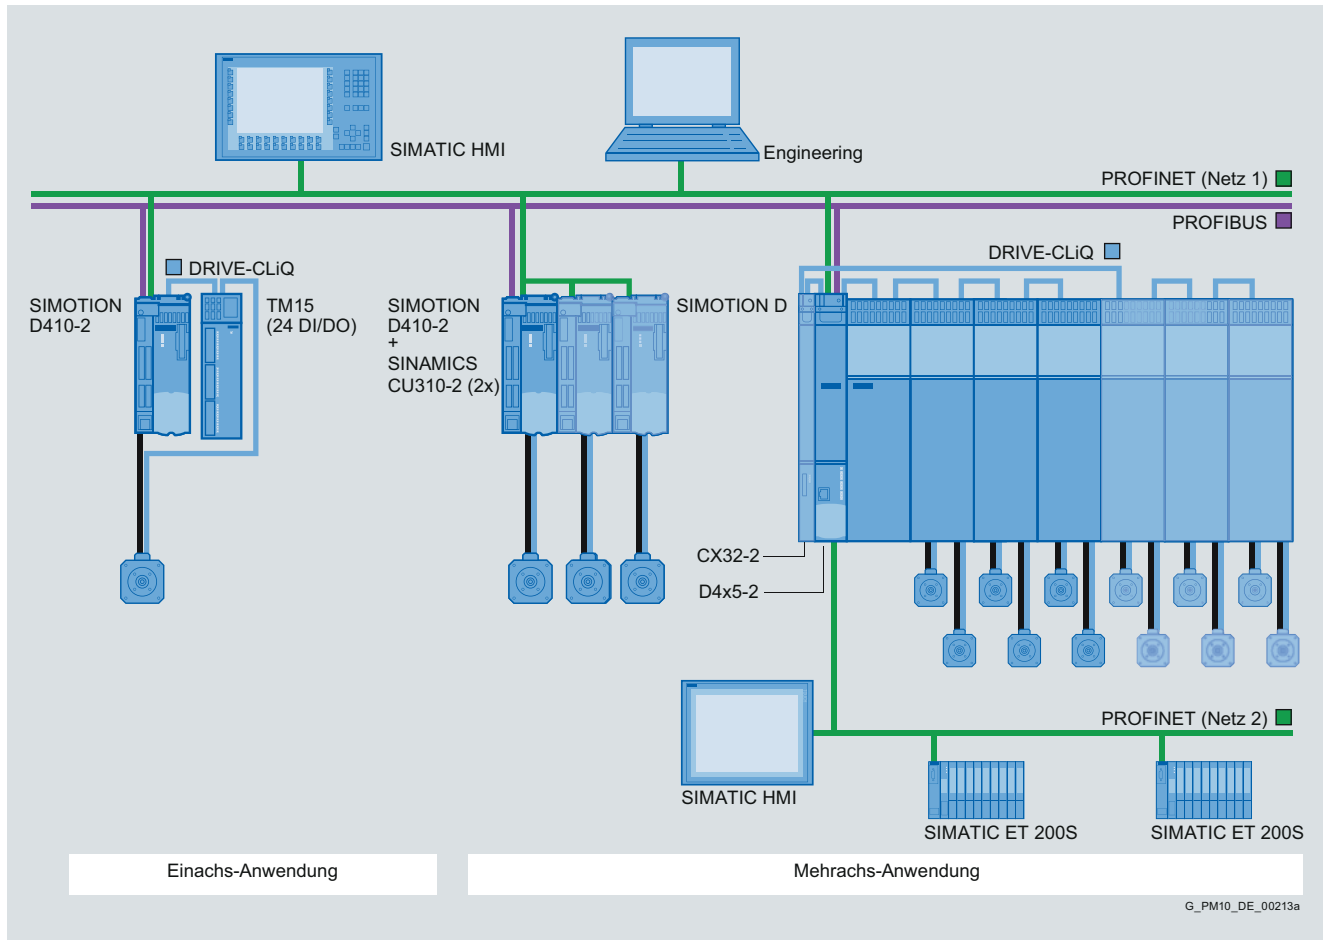 SIMATIC HMI
Engineering
PROFINET (Netz 1)
PROFIBUS
DRIVE-CLiQ
DRIVE-CLiQ
SIMOTION
D410-2
TM15
(24 DI/DO)
SIMOTION
D410-2
+
SINAMICS
CU310-2 (2x)
SIMOTION D
CX32-2
D4x5-2
PROFINET (Netz 2)
SIMATIC HMI
SIMATIC ET 200S
SIMATIC ET 200S
Einachs-Anwendung
Mehrachs-Anwendung
G_PM10_DE_00213a